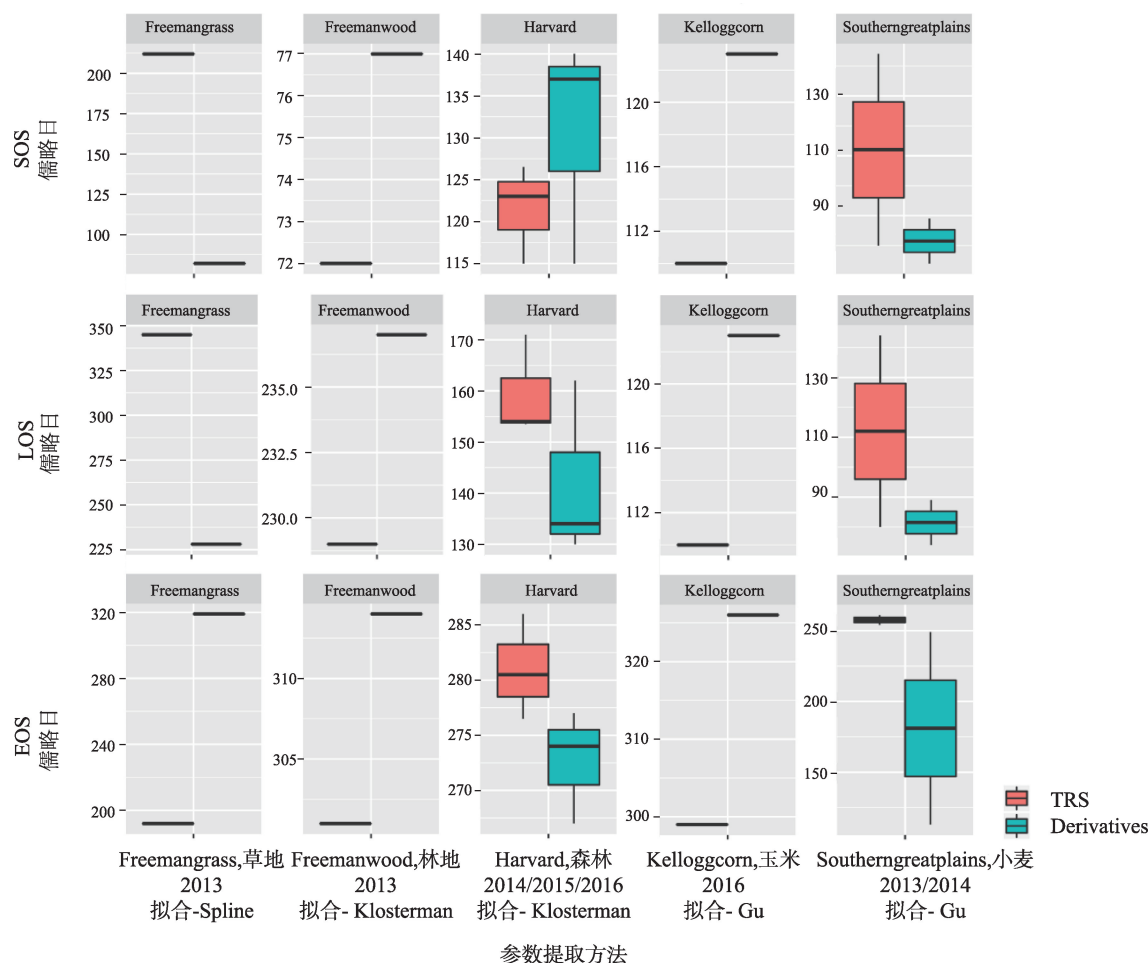 Freemangrass
Freemanwood
Harvard
Kelloggcorn
Southerngreatplains
SOS
儒略日
200
175
150
125
100
77
76
75
74
73
72
140
135
130
125
120
115
120
116
112
130
110
90
Freemangrass
Freemanwood
Harvard
Kelloggcorn
Southerngreatplains
LOS
儒略日
350
325
300
275
250
225
235.0
232.5
230.0
170
160
150
140
130
120
116
112
130
110
90
Freemangrass
Freemanwood
Harvard
Kelloggcorn
Southerngreatplains
EOS
儒略日
320
280
240
200
310
305
285
280
275
270
320
310
300
250
200
150
TRS
Derivatives
Freemangrass,草地
2013
拟合-Spline
Freemanwood,林地
2013
拟合- Klosterman
Harvard,森林
2014/2015/2016
拟合- Klosterman
Kelloggcorn,玉米
2016
拟合- Gu
Southerngreatplains,小麦
2013/2014
拟合- Gu
参数提取方法